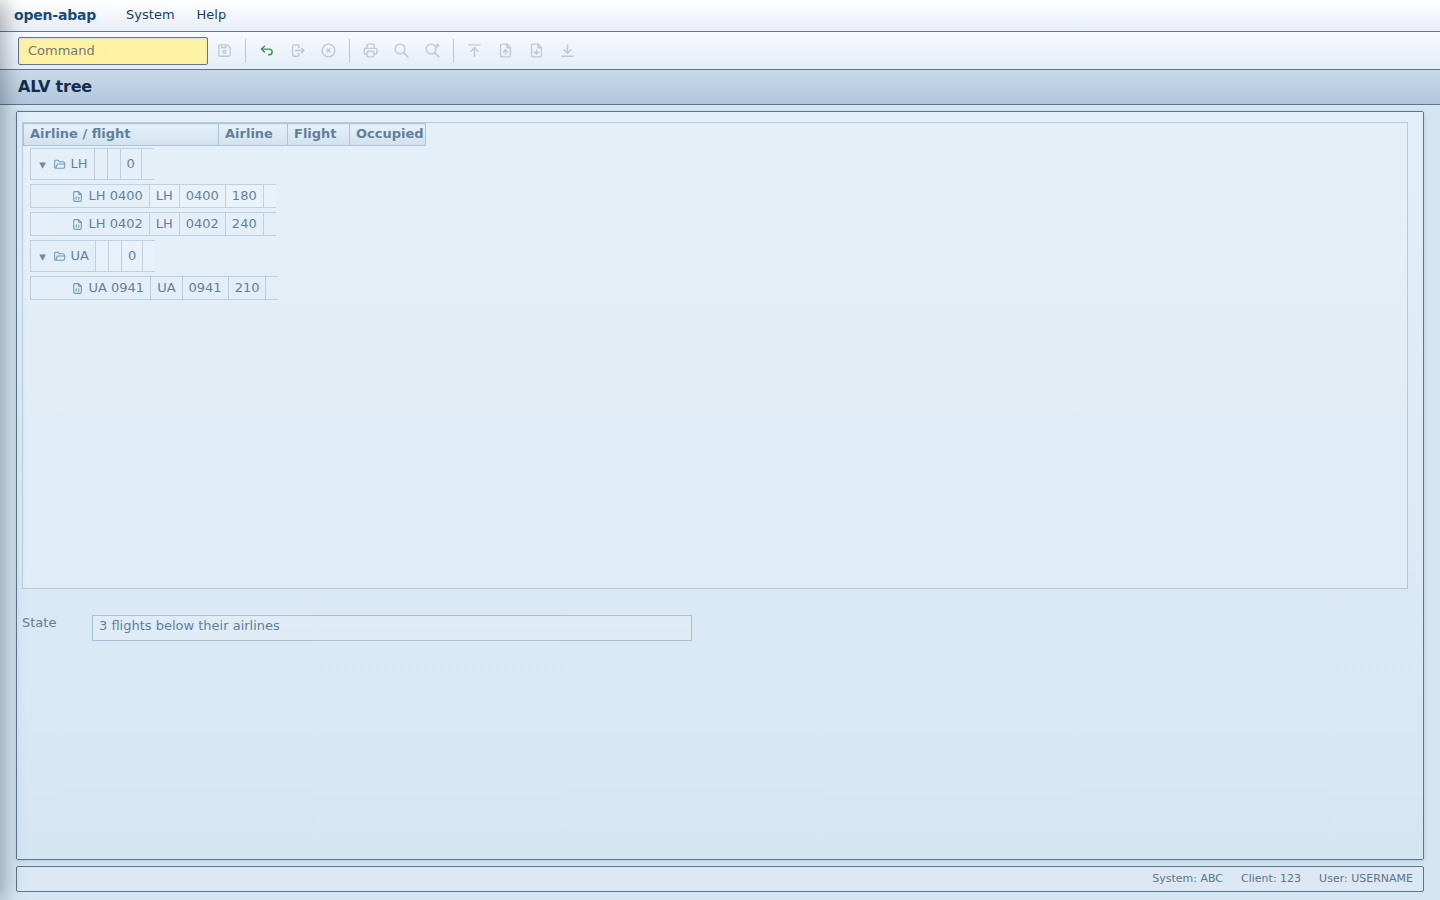 open-abap System Help
Command
ALV tree
Airline / flight Airline Flight Occupied
LH 0
LH 0400 LH 0400 180
LH 0402 LH 0402 240
UA 0
UA 0941 UA 0941 210
State 3 flights below their airlines
System: ABC Client: 123 User: USERNAME